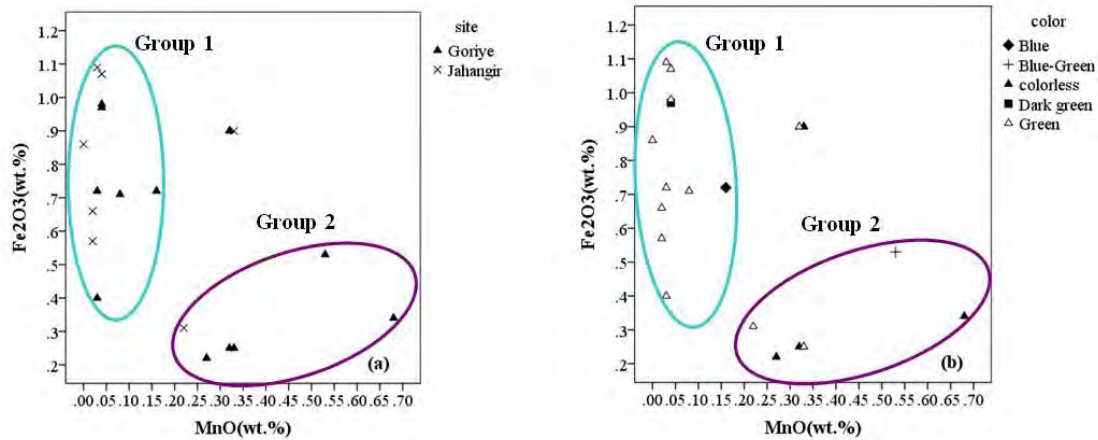 site
Goriye
Jahangir
Group 1
Group 2
Fe2O3(wt.%)
1.2
1.1
1.0
.9
.8
.7
.6
.5
.4
.3
.2
(a)
.00 .05 .10 .15 .20 .25 .30 .35 .40 .45 .50 .55 .60 .65 .70
MnO(wt.%)
color
Blue
Blue-Green
colorless
Dark green
Green
Group 1
Group 2
Fe2O3(wt.%)
1.2
1.1
1.0
.9
.8
.7
.6
.5
.4
.3
.2
(b)
.00 .05 .10 .15 .20 .25 .30 .35 .40 .45 .50 .55 .60 .65 .70
MnO(wt.%)